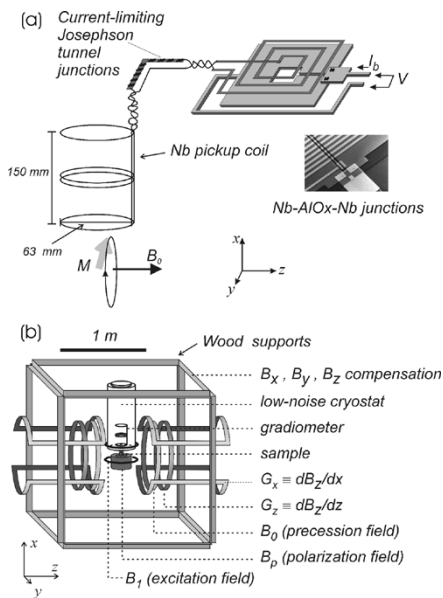 (a)
Current-limiting
Josephson
tunnel
junctions
I_b
V
Nb pickup coil
150 mm
63 mm
Nb-AlOx-Nb junctions
M
B_0
x
z
y
(b)
1 m
Wood supports
B_x , B_y , B_z compensation
low-noise cryostat
gradiometer
sample
G_x ≡ dB_z/dx
G_z ≡ dB_z/dz
B_0 (precession field)
B_p (polarization field)
B_1 (excitation field)
x
z
y